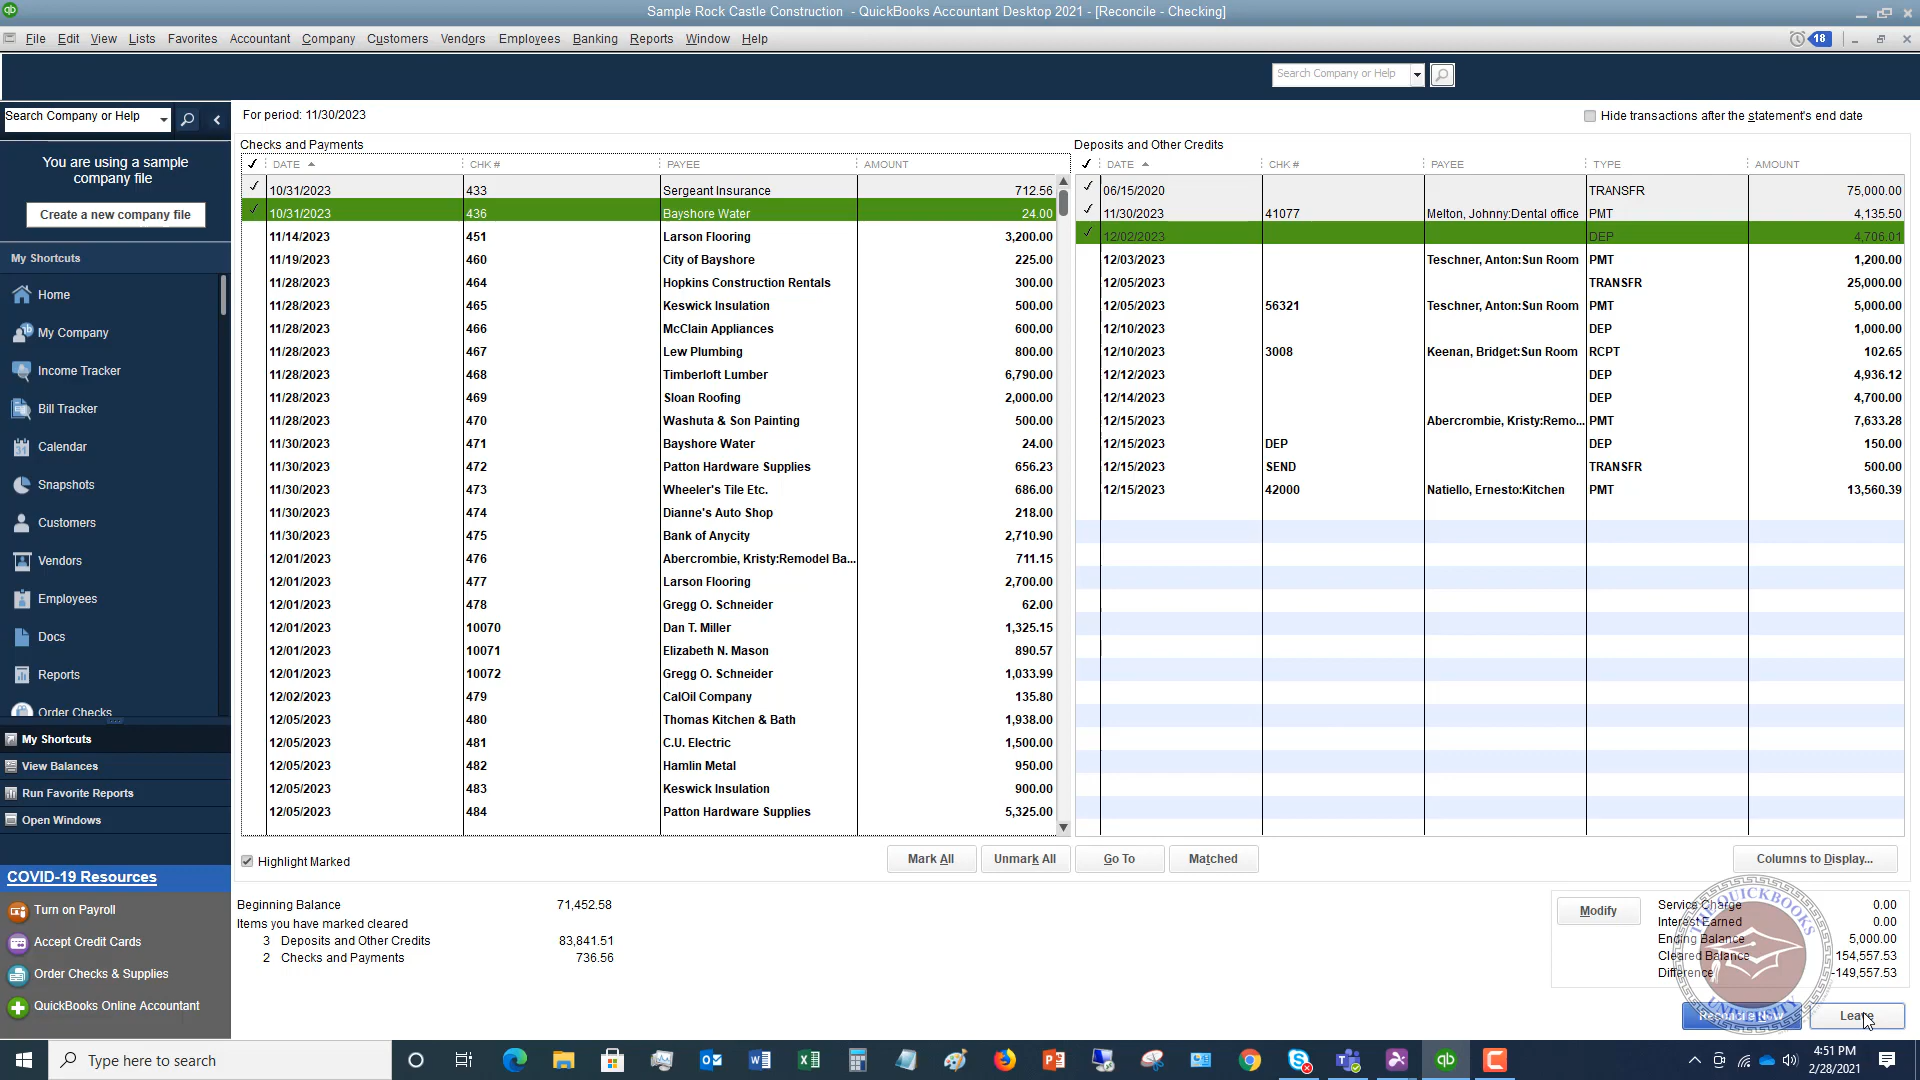 Sample Rock Castle Construction - QuickBooks Accountant Desktop 2021 - [Reconcile - Checking]
File Edit View Lists Favorites Accountant Company Customers Vendors Employees Banking Reports Window Help
18
Search Company or Help
Search Company or Help
You are using a sample
company file
Create a new company file
My Shortcuts
Home
My Company
Income Tracker
Bill Tracker
Calendar
Snapshots
Customers
Vendors
Employees
Docs
Reports
Order Checks
My Shortcuts
View Balances
Run Favorite Reports
Open Windows
COVID-19 Resources
Turn on Payroll
Accept Credit Cards
Order Checks & Supplies
QuickBooks Online Accountant
For period: 11/30/2023
Hide transactions after the statement's end date
Checks and Payments
✓ DATE CHK # PAYEE AMOUNT
✓ 10/31/2023 433 Sergeant Insurance 712.56
✓ 10/31/2023 436 Bayshore Water 24.00
11/14/2023 451 Larson Flooring 3,200.00
11/19/2023 460 City of Bayshore 225.00
11/28/2023 464 Hopkins Construction Rentals 300.00
11/28/2023 465 Keswick Insulation 500.00
11/28/2023 466 McClain Appliances 600.00
11/28/2023 467 Lew Plumbing 800.00
11/28/2023 468 Timberloft Lumber 6,790.00
11/28/2023 469 Sloan Roofing 2,000.00
11/28/2023 470 Washuta & Son Painting 500.00
11/30/2023 471 Bayshore Water 24.00
11/30/2023 472 Patton Hardware Supplies 656.23
11/30/2023 473 Wheeler's Tile Etc. 686.00
11/30/2023 474 Dianne's Auto Shop 218.00
11/30/2023 475 Bank of Anycity 2,710.90
12/01/2023 476 Abercrombie, Kristy:Remodel Ba... 711.15
12/01/2023 477 Larson Flooring 2,700.00
12/01/2023 478 Gregg O. Schneider 62.00
12/01/2023 10070 Dan T. Miller 1,325.15
12/01/2023 10071 Elizabeth N. Mason 890.57
12/01/2023 10072 Gregg O. Schneider 1,033.99
12/02/2023 479 CalOil Company 135.80
12/05/2023 480 Thomas Kitchen & Bath 1,938.00
12/05/2023 481 C.U. Electric 1,500.00
12/05/2023 482 Hamlin Metal 950.00
12/05/2023 483 Keswick Insulation 900.00
12/05/2023 484 Patton Hardware Supplies 5,325.00
Deposits and Other Credits
✓ DATE CHK # PAYEE TYPE AMOUNT
✓ 06/15/2020 TRANSFR 75,000.00
✓ 11/30/2023 41077 Melton, Johnny:Dental office PMT 4,135.50
✓ 12/02/2023 DEP 4,706.01
12/03/2023 Teschner, Anton:Sun Room PMT 1,200.00
12/05/2023 TRANSFR 25,000.00
12/05/2023 56321 Teschner, Anton:Sun Room PMT 5,000.00
12/10/2023 DEP 1,000.00
12/10/2023 3008 Keenan, Bridget:Sun Room RCPT 102.65
12/12/2023 DEP 4,936.12
12/14/2023 DEP 4,700.00
12/15/2023 Abercrombie, Kristy:Remo... PMT 7,633.28
12/15/2023 DEP DEP 150.00
12/15/2023 SEND TRANSFR 500.00
12/15/2023 42000 Natiello, Ernesto:Kitchen PMT 13,560.39
Highlight Marked
Mark All Unmark All Go To Matched Columns to Display...
Beginning Balance 71,452.58
Items you have marked cleared
3 Deposits and Other Credits 83,841.51
2 Checks and Payments 736.56
Modify
Service Charge 0.00
Interest Earned 0.00
Ending Balance 5,000.00
Cleared Balance 154,557.53
Difference -149,557.53
Reconcile Now Leave
THE QUICKBOOKS UNIVERSITY
Type here to search
4:51 PM
2/28/2021